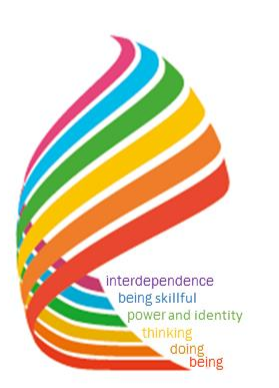 interdependence
being skillful
power and identity
thinking
doing
being